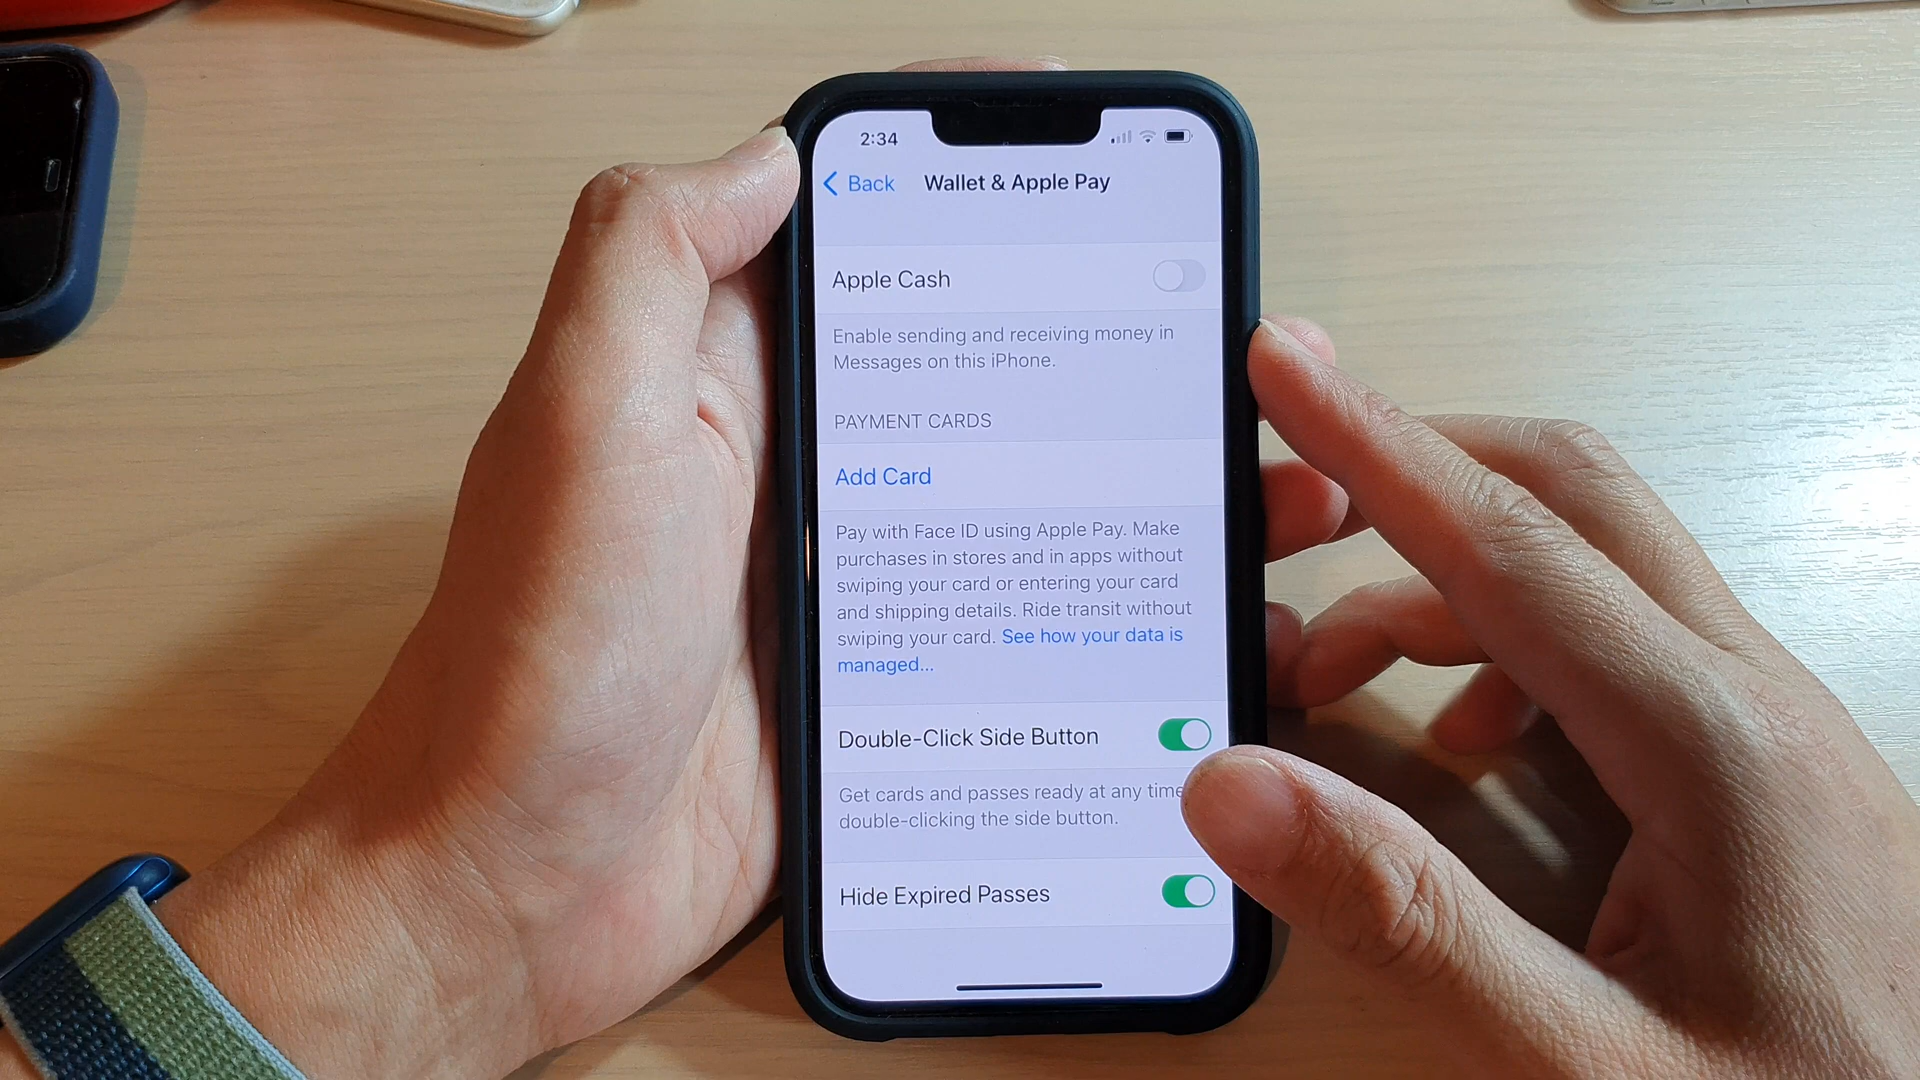 2:34
Back Wallet & Apple Pay
Apple Cash
Enable sending and receiving money in
Messages on this iPhone.
PAYMENT CARDS
Add Card
Pay with Face ID using Apple Pay. Make
purchases in stores and in apps without
swiping your card or entering your card
and shipping details. Ride transit without
swiping your card. See how your data is
managed...
Double-Click Side Button
Get cards and passes ready at any time
double-clicking the side button.
Hide Expired Passes